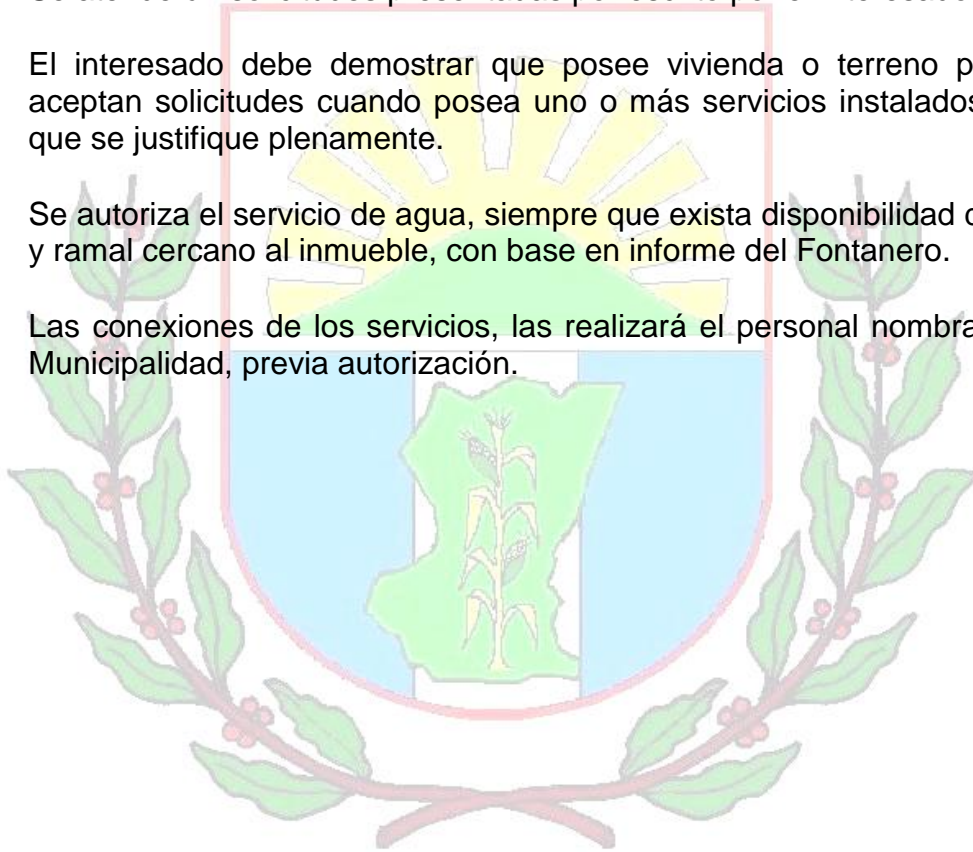 El interesado debe demostrar que posee vivienda o terreno
aceptan solicitudes cuando posea uno o más servicios instalados
que se justifique plenamente.
Se autoriza el servicio de agua, siempre que exista disponibilidad
y ramal cercano al inmueble, con base en informe del Fontanero.
Las conexiones de los servicios, las realizará el personal
Municipalidad, previa autorización.